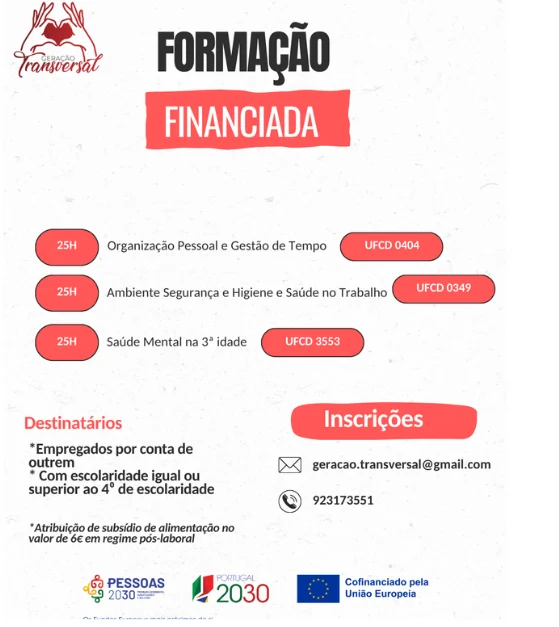 GERAÇÃO
Transversal
FORMAÇÃO
FINANCIADA
25H Organização Pessoal e Gestão de Tempo UFCD 0404
25H Ambiente Segurança e Higiene e Saúde no Trabalho UFCD 0349
25H Saúde Mental na 3ª idade UFCD 3553
Destinatários
*Empregados por conta de
outrem
* Com escolaridade igual ou
superior ao 4º de escolaridade
*Atribuição de subsídio de alimentação no
valor de 6€ em regime pós-laboral
Inscrições
geracao.transversal@gmail.com
923173551
PESSOAS
2030
PORTUGAL
2030
Cofinanciado pela
União Europeia